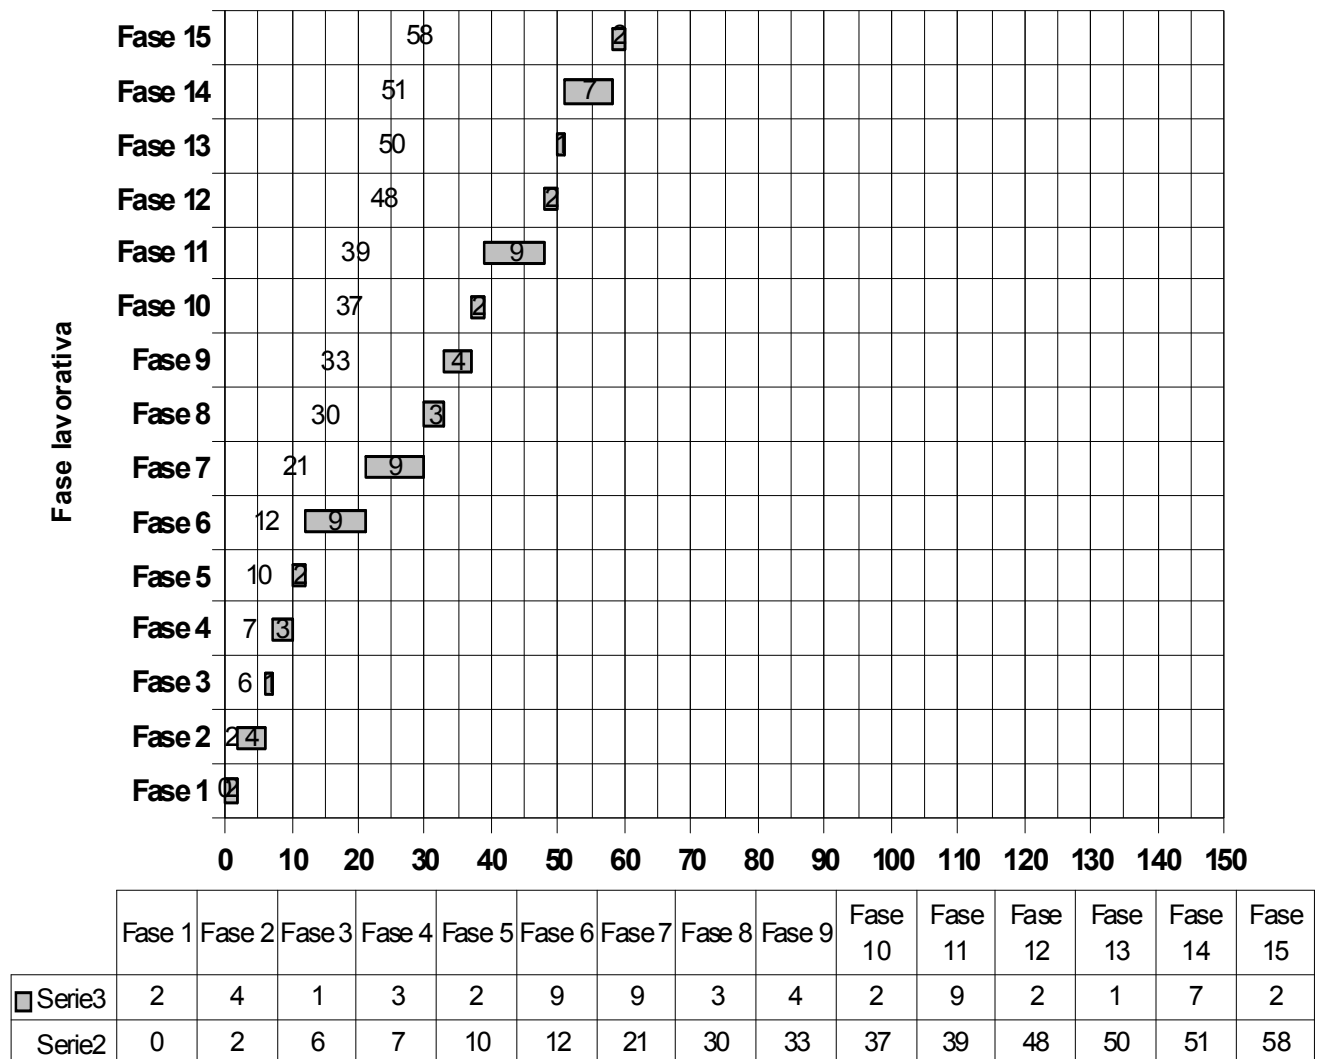 Fase lavorativa
Fase 15 58 2
Fase 14 51 7
Fase 13 50 1
Fase 12 48 2
Fase 11 39 9
Fase 10 37 2
Fase 9 33 4
Fase 8 30 3
Fase 7 21 9
Fase 6 12 9
Fase 5 10 2
Fase 4 7 3
Fase 3 6 1
Fase 2 2 4
Fase 1 0 2
0 10 20 30 40 50 60 70 80 90 100 110 120 130 140 150
Fase 1 Fase 2 Fase 3 Fase 4 Fase 5 Fase 6 Fase 7 Fase 8 Fase 9 Fase 10 Fase 11 Fase 12 Fase 13 Fase 14 Fase 15
Serie3 2 4 1 3 2 9 9 3 4 2 9 2 1 7 2
Serie2 0 2 6 7 10 12 21 30 33 37 39 48 50 51 58